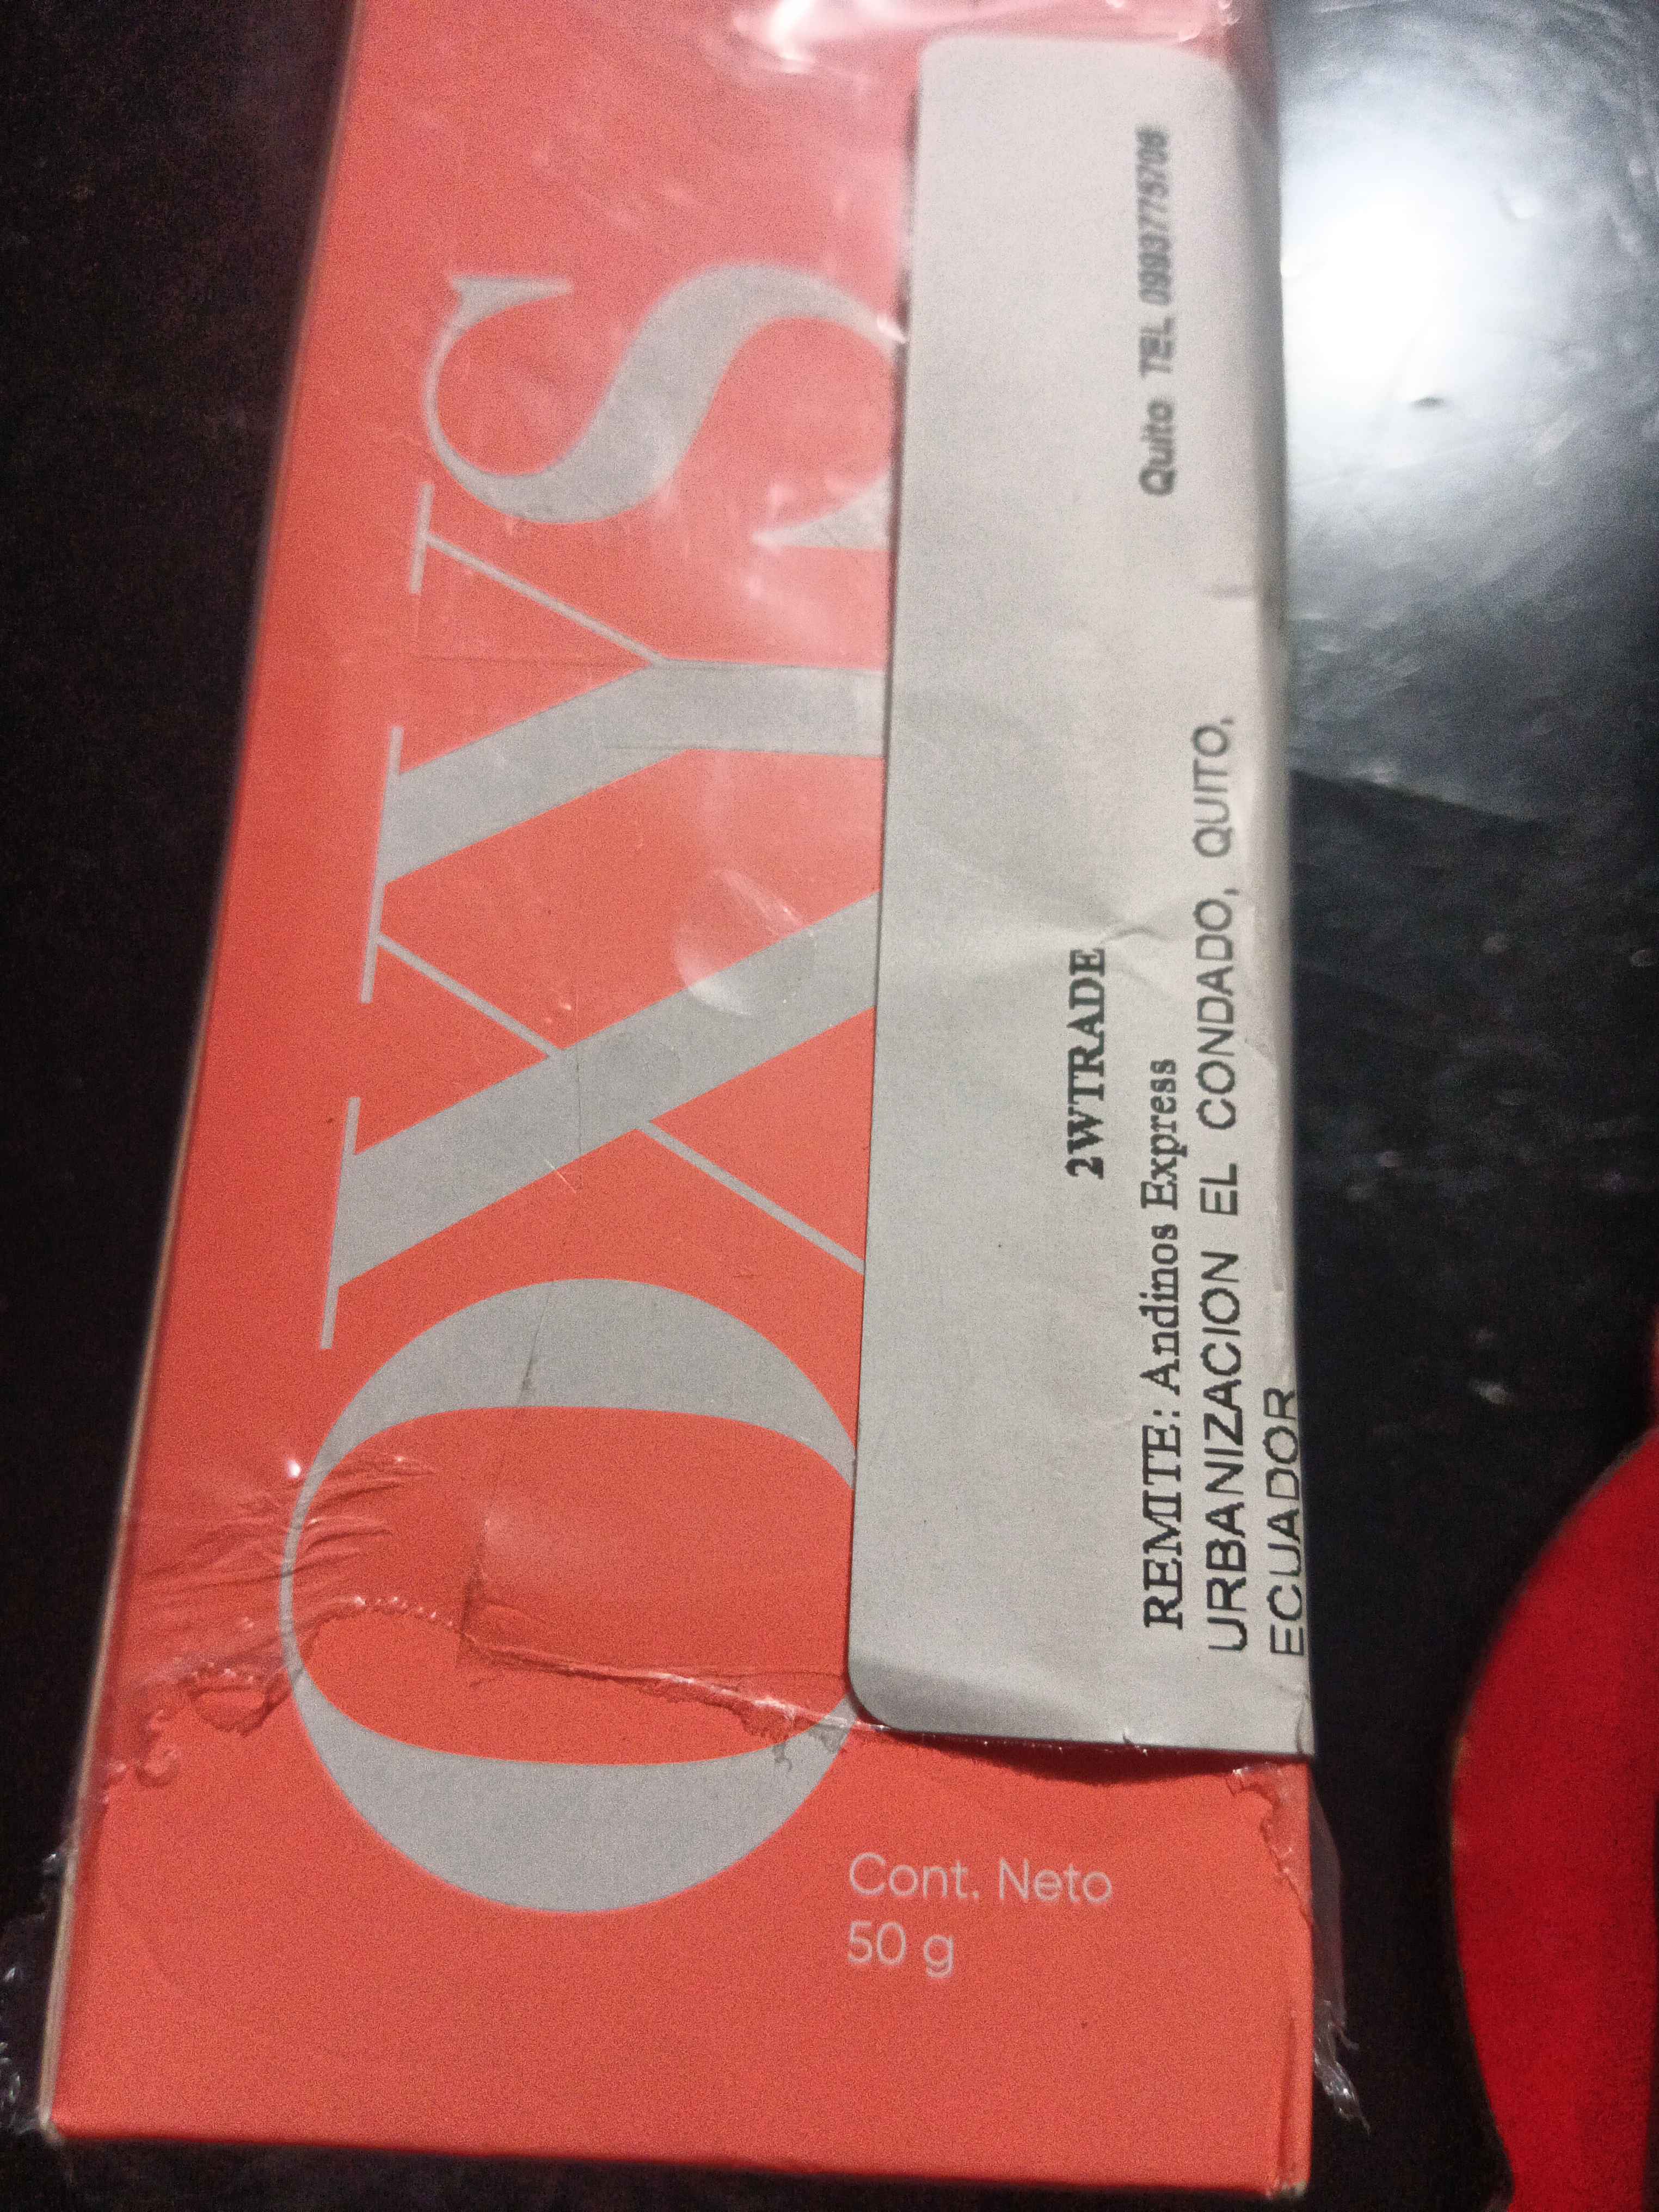 OXYS
2WTRADE
Quito TEL 0993775708
REMITE: Andinos Express
URBANIZACION EL CONDADO, QUITO,
ECUADOR
Cont. Neto
50 g